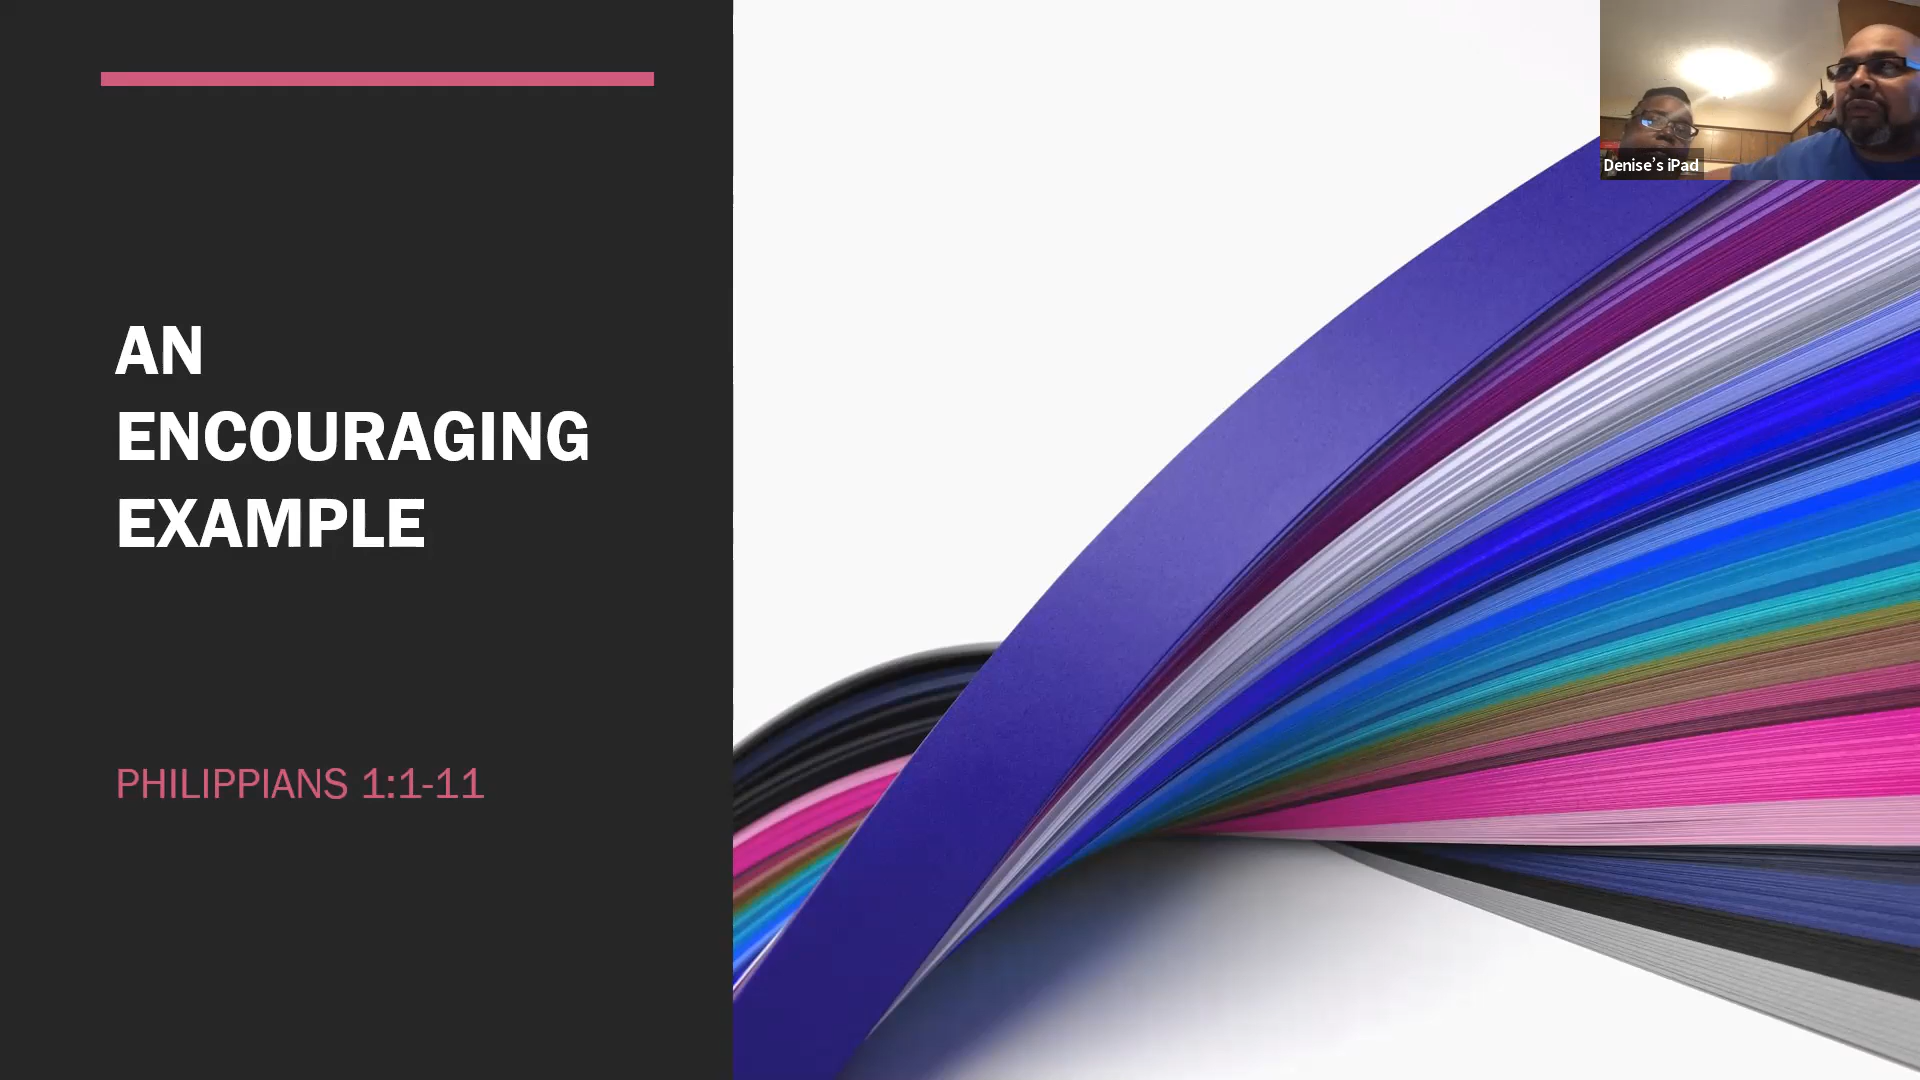 AN
ENCOURAGING
EXAMPLE
PHILIPPIANS 1:1-11
Denise's iPad